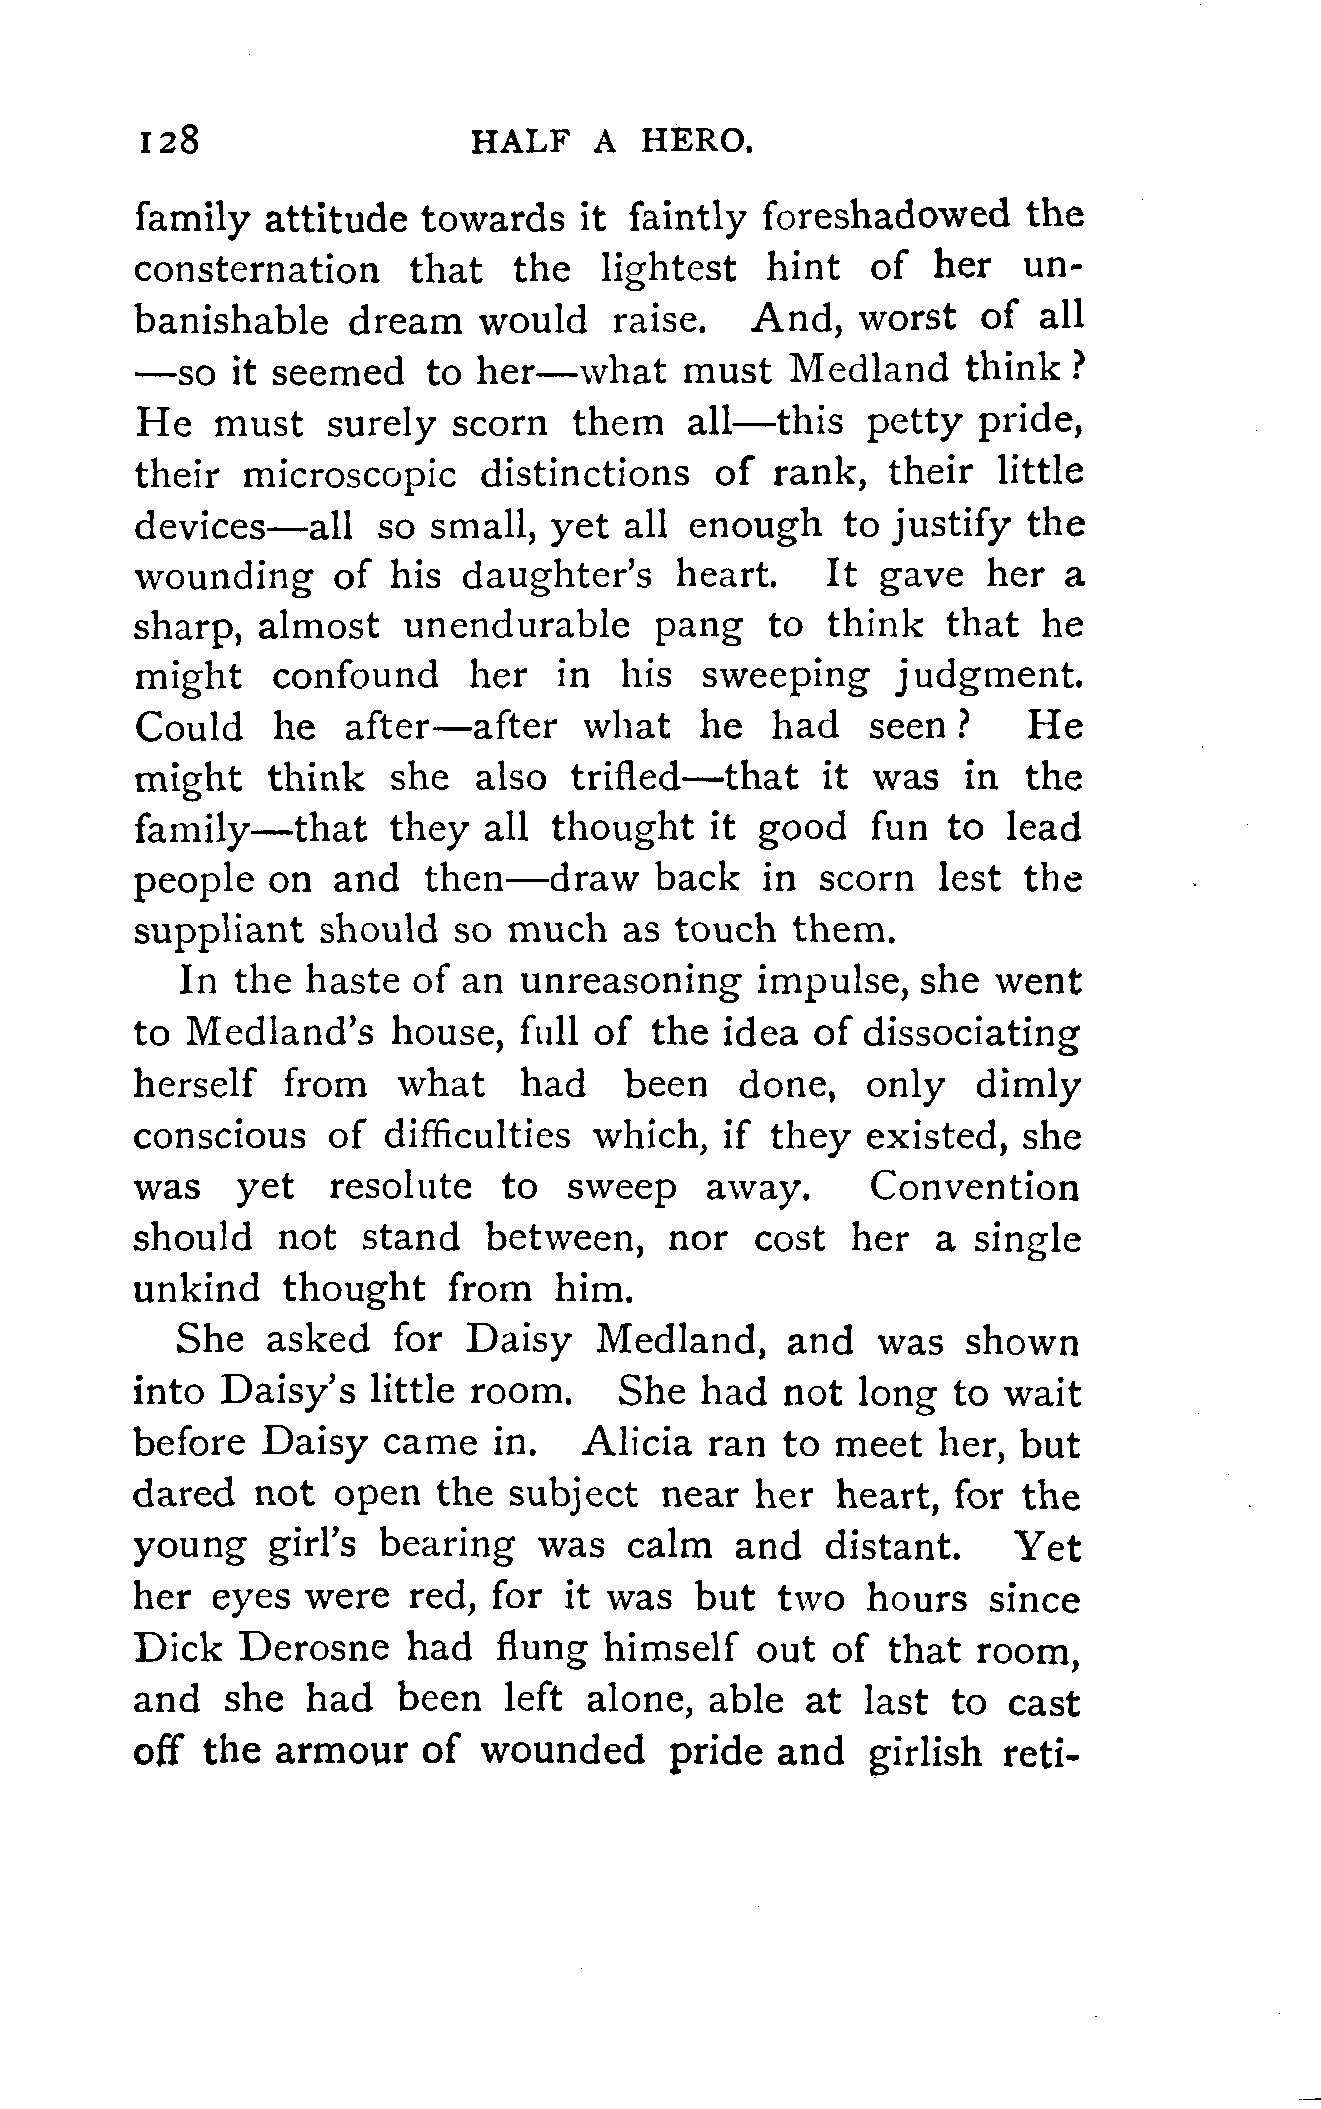 128 HALF A HERO.
family attitude towards it faintly foreshadowed the
consternation that the lightest hint of her un-
banishable dream would raise. And, worst of all
—so it seemed to her—what must Medland think ?
He must surely scorn them all—this petty pride,
their microscopic distinctions of rank, their little
devices—all so small, yet all enough to justify the
wounding of his daughter's heart. It gave her a
sharp, almost unendurable pang to think that he
might confound her in his sweeping judgment.
Could he after—after what he had seen ? He
might think she also trifled—that it was in the
family—that they all thought it good fun to lead
people on and then—draw back in scorn lest the
suppliant should so much as touch them.
In the haste of an unreasoning impulse, she went
to Medland's house, full of the idea of dissociating
herself from what had been done, only dimly
conscious of difficulties which, if they existed, she
was yet resolute to sweep away. Convention
should not stand between, nor cost her a single
unkind thought from him.
She asked for Daisy Medland, and was shown
into Daisy's little room. She had not long to wait
before Daisy came in. Alicia ran to meet her, but
dared not open the subject near her heart, for the
young girl's bearing was calm and distant. Yet
her eyes were red, for it was but two hours since
Dick Derosne had flung himself out of that room,
and she had been left alone, able at last to cast
off the armour of wounded pride and girlish reti-